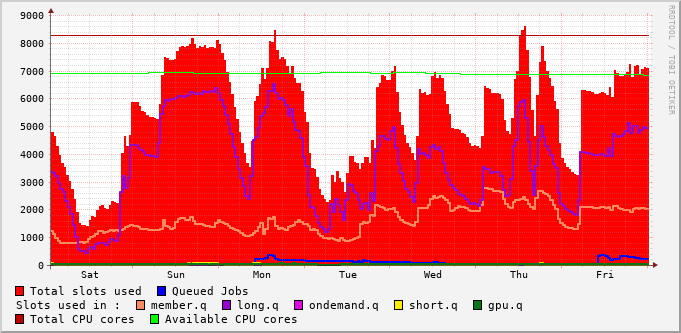 RRDTOOL / TOBI OETIKER
9000
8000
7000
6000
5000
4000
3000
2000
1000
0
Sat Sun Mon Tue Wed Thu Fri
Total slots used Queued Jobs
Slots used in : member.q long.q ondemand.q short.q gpu.q
Total CPU cores Available CPU cores